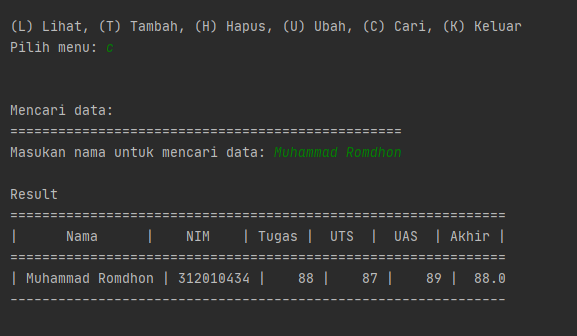 (L) Lihat, (T) Tambah, (H) Hapus, (U) Ubah, (C) Cari, (K) Keluar
Pilih menu: c
Mencari data:
=================================================
Masukan nama untuk mencari data: Muhammad Romdhon
Result
==============================================================
|      Nama      |    NIM    | Tugas |  UTS  |  UAS  | Akhir |
==============================================================
| Muhammad Romdhon | 312010434 |    88 |    87 |    89 |  88.0
--------------------------------------------------------------